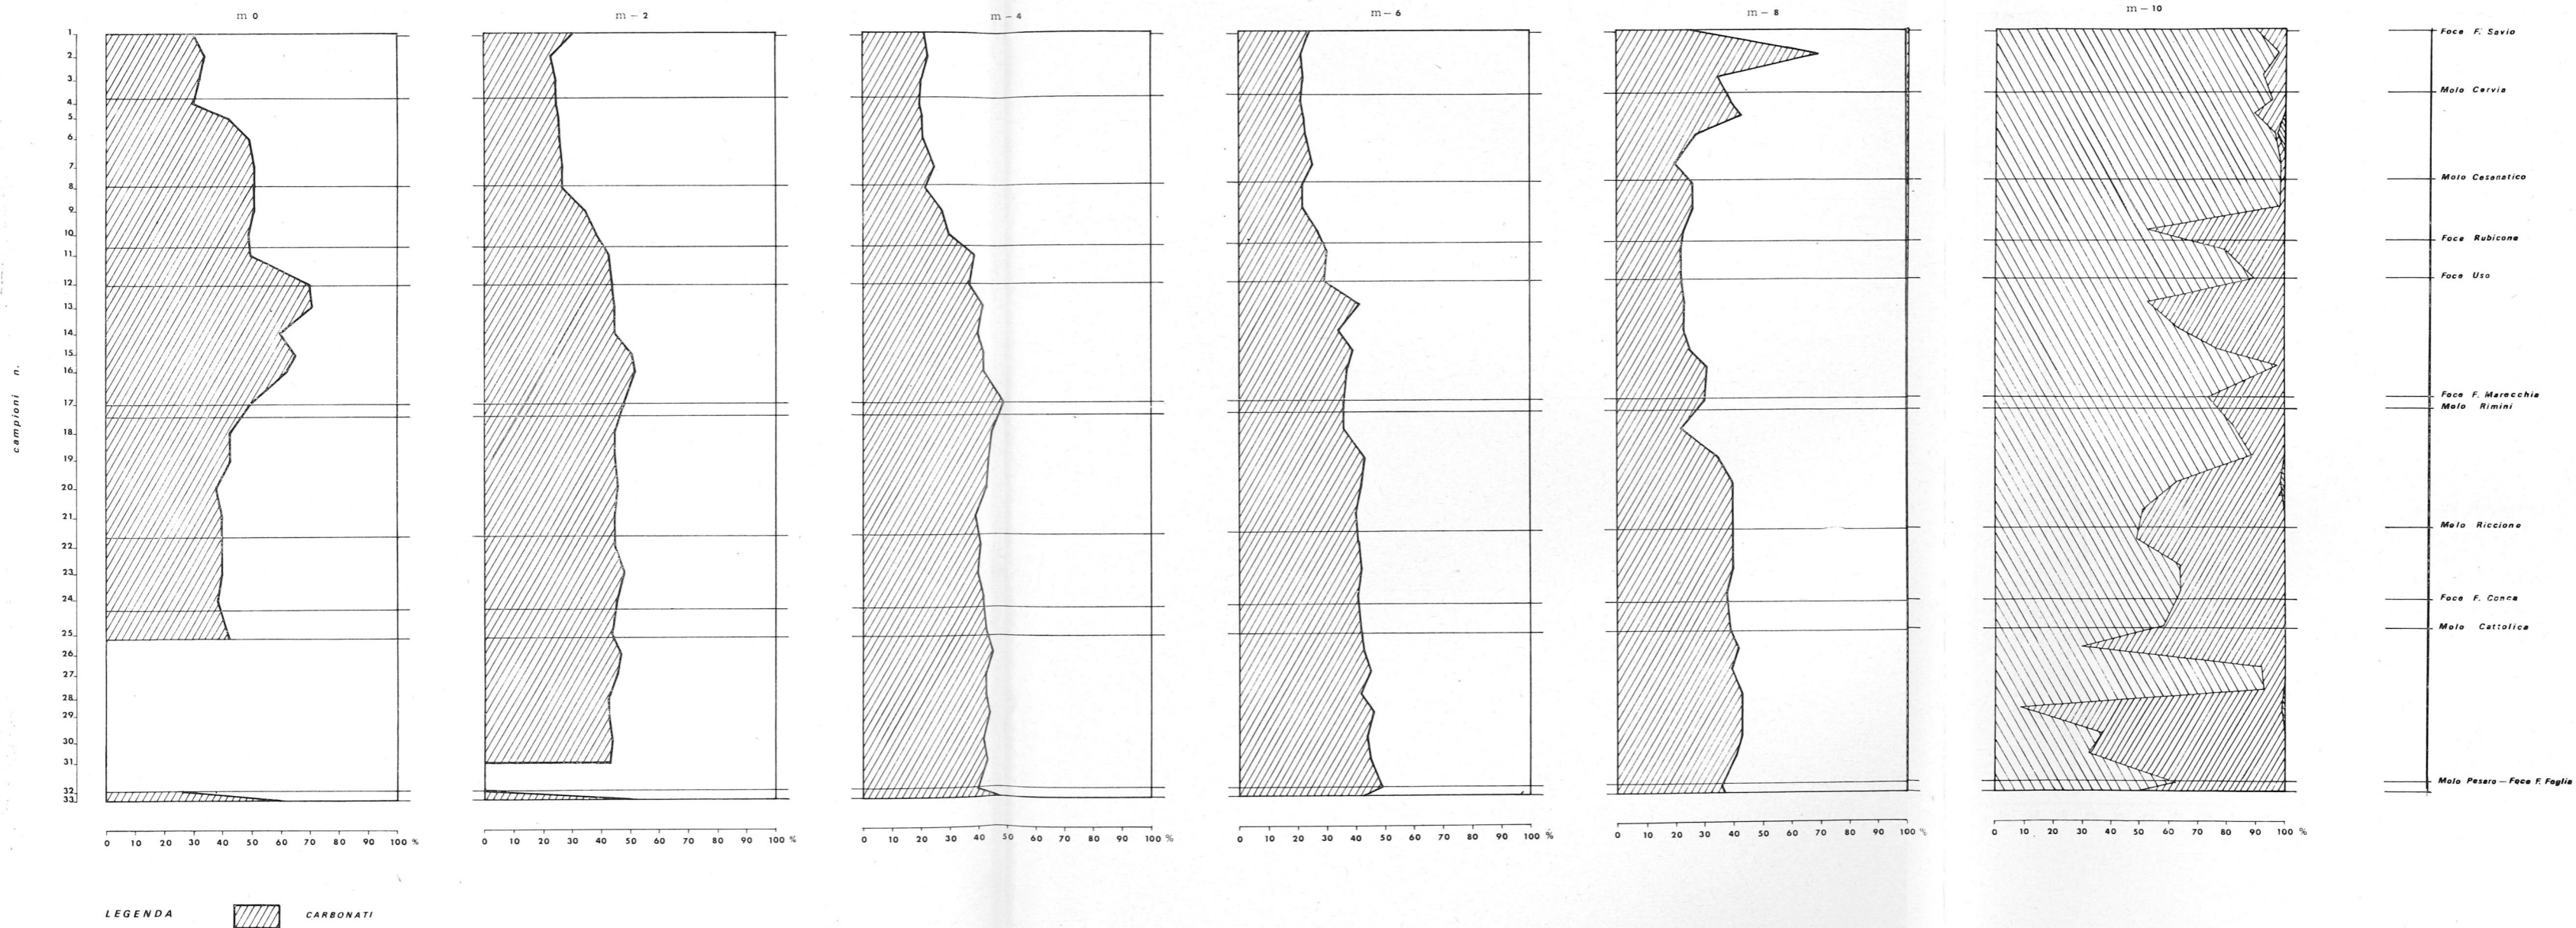 m 0
m – 2
m – 4
m – 6
m – 8
m – 10
campioni n.
1
2
3
4
5
6
7
8
9
10
11
12
13
14
15
16
17
18
19
20
21
22
23
24
25
26
27
28
29
30
31
32
33
Foce F. Savio
Molo Cervia
Molo Cesenatico
Foce Rubicone
Foce Uso
Foce F. Marecchia
Molo Rimini
Molo Riccione
Foce F. Conca
Molo Cattolica
Molo Pesaro – Foce F. Foglia
0 10 20 30 40 50 60 70 80 90 100 %
0 10 20 30 40 50 60 70 80 90 100 %
0 10 20 30 40 50 60 70 80 90 100 %
0 10 20 30 40 50 60 70 80 90 100 %
0 10 20 30 40 50 60 70 80 90 100 %
0 10 20 30 40 50 60 70 80 90 100 %
LEGENDA CARBONATI